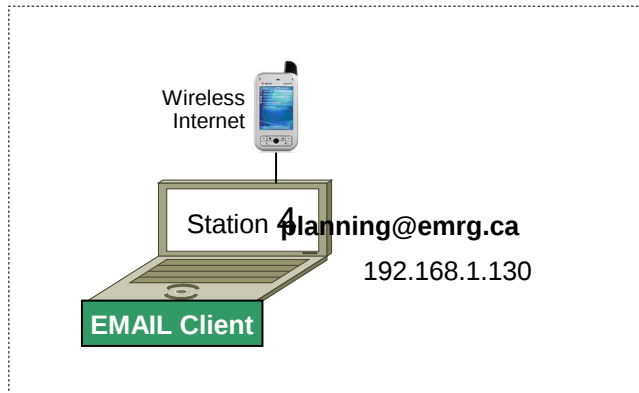 Wireless
Internet
Station 4
planning@emrg.ca
192.168.1.130
EMAIL Client